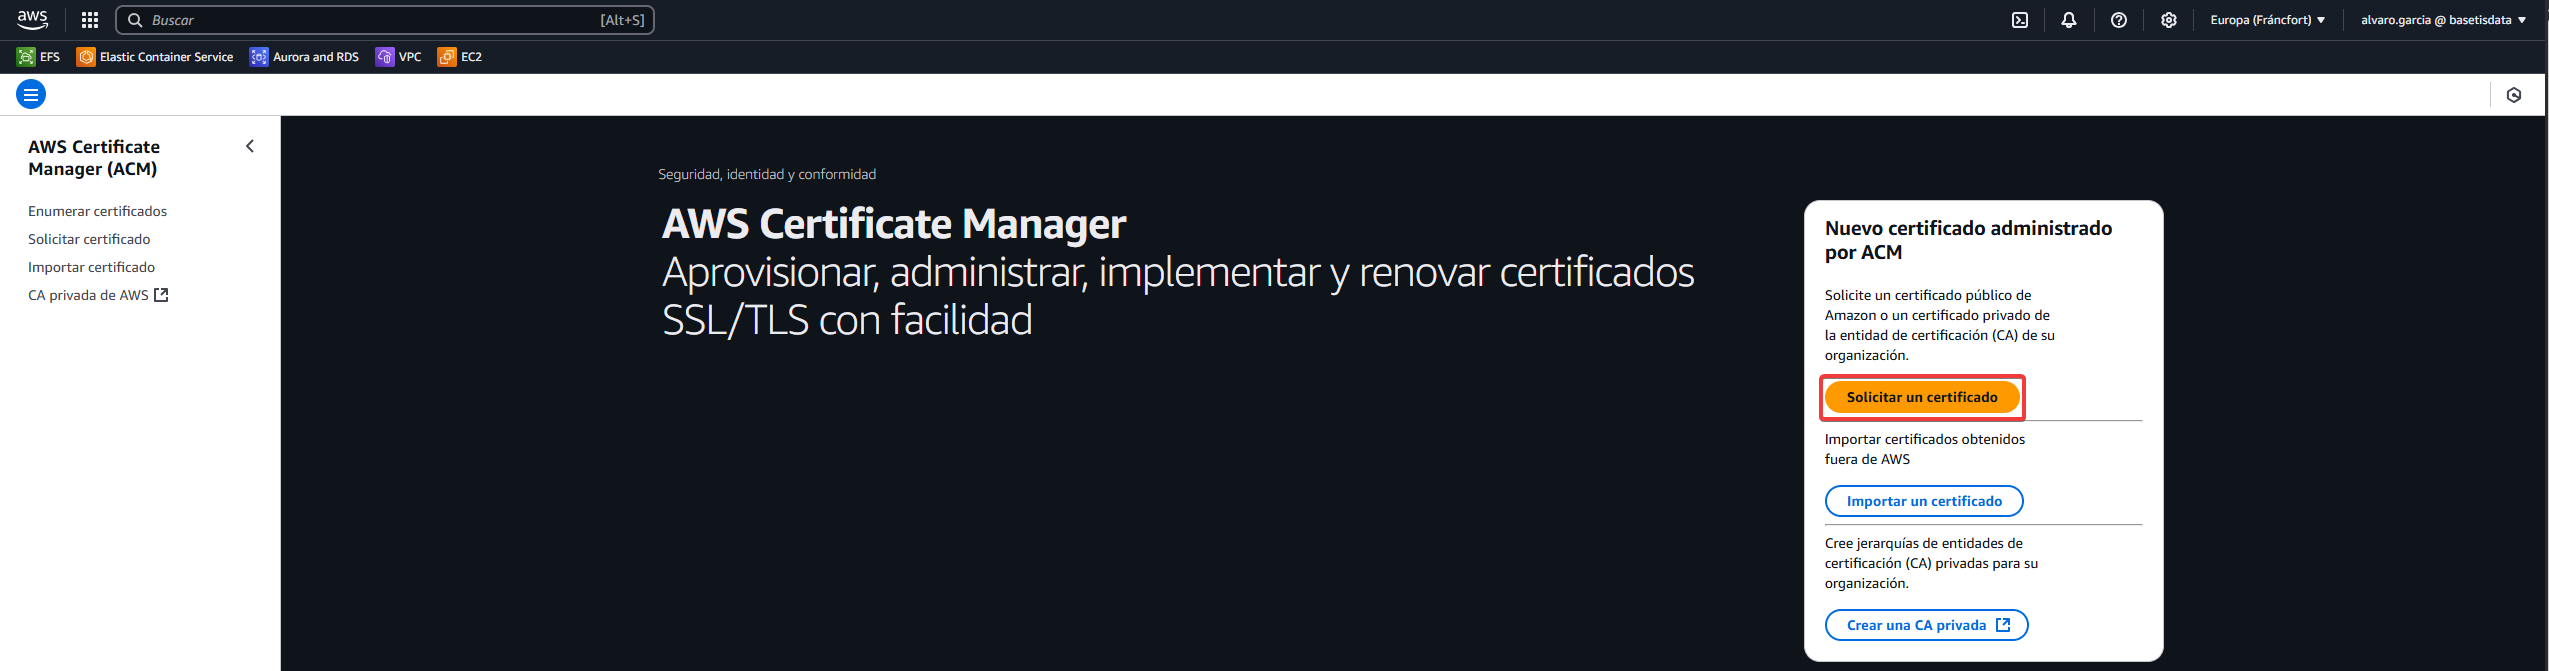 aws
Buscar
[Alt+S]
Europa (Fráncfort)
alvaro.garcia @ basetisdata
EFS
Elastic Container Service
Aurora and RDS
VPC
EC2
AWS Certificate
Manager (ACM)
Enumerar certificados
Solicitar certificado
Importar certificado
CA privada de AWS
Seguridad, identidad y conformidad
AWS Certificate Manager
Aprovisionar, administrar, implementar y renovar certificados
SSL/TLS con facilidad
Nuevo certificado administrado
por ACM
Solicite un certificado público de
Amazon o un certificado privado de
la entidad de certificación (CA) de su
organización.
Solicitar un certificado
Importar certificados obtenidos
fuera de AWS
Importar un certificado
Cree jerarquías de entidades de
certificación (CA) privadas para su
organización.
Crear una CA privada